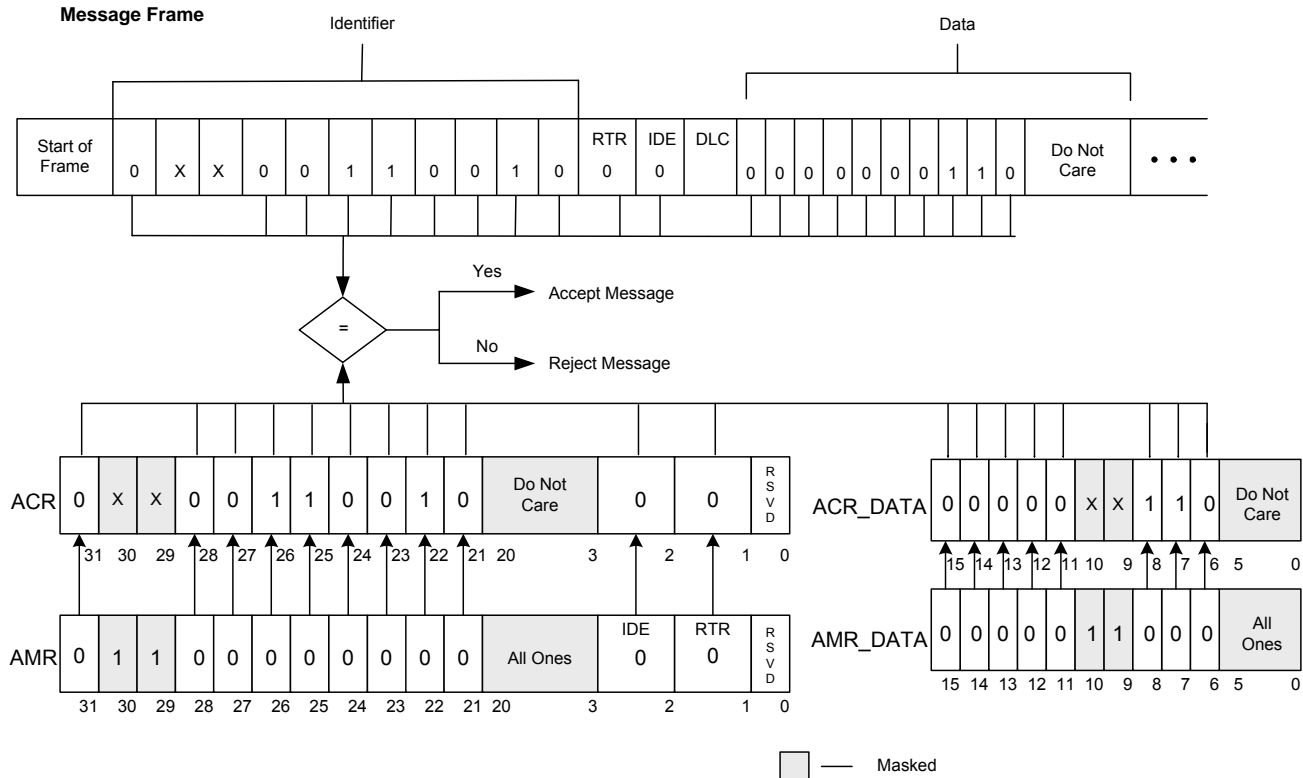 Message Frame
Identifier
Data
Start of Frame 0 X X 0 0 1 1 0 0 1 0 RTR 0 IDE 0 DLC 0 0 0 0 0 0 0 1 1 0 Do Not Care • • •
=
Yes
Accept Message
No
Reject Message
ACR 0 X X 0 0 1 1 0 0 1 0 Do Not Care 0 0 RSVD
31 30 29 28 27 26 25 24 23 22 21 20 3 2 1 0
AMR 0 1 1 0 0 0 0 0 0 0 0 All Ones IDE 0 RTR 0 RSVD
31 30 29 28 27 26 25 24 23 22 21 20 3 2 1 0
ACR_DATA 0 0 0 0 0 X X 1 1 0 Do Not Care
15 14 13 12 11 10 9 8 7 6 5 0
AMR_DATA 0 0 0 0 0 1 1 0 0 0 All Ones
15 14 13 12 11 10 9 8 7 6 5 0
Masked